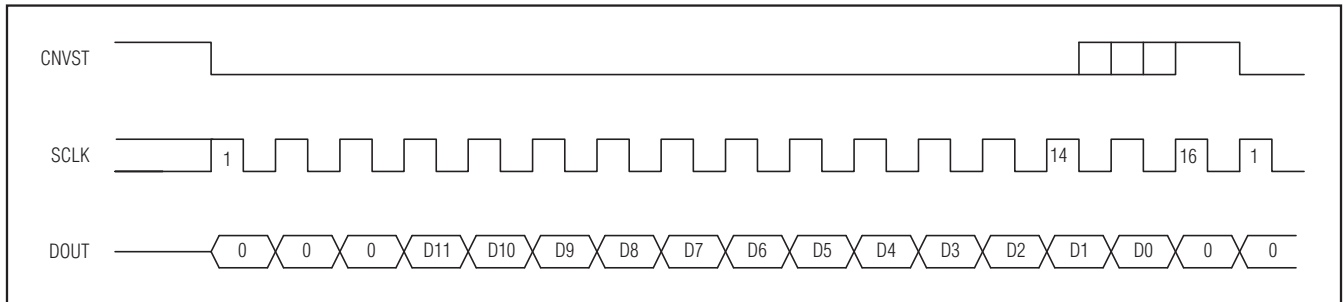 CNVST
SCLK 1 14 16 1
DOUT 0 0 0 D11 D10 D9 D8 D7 D6 D5 D4 D3 D2 D1 D0 0 0